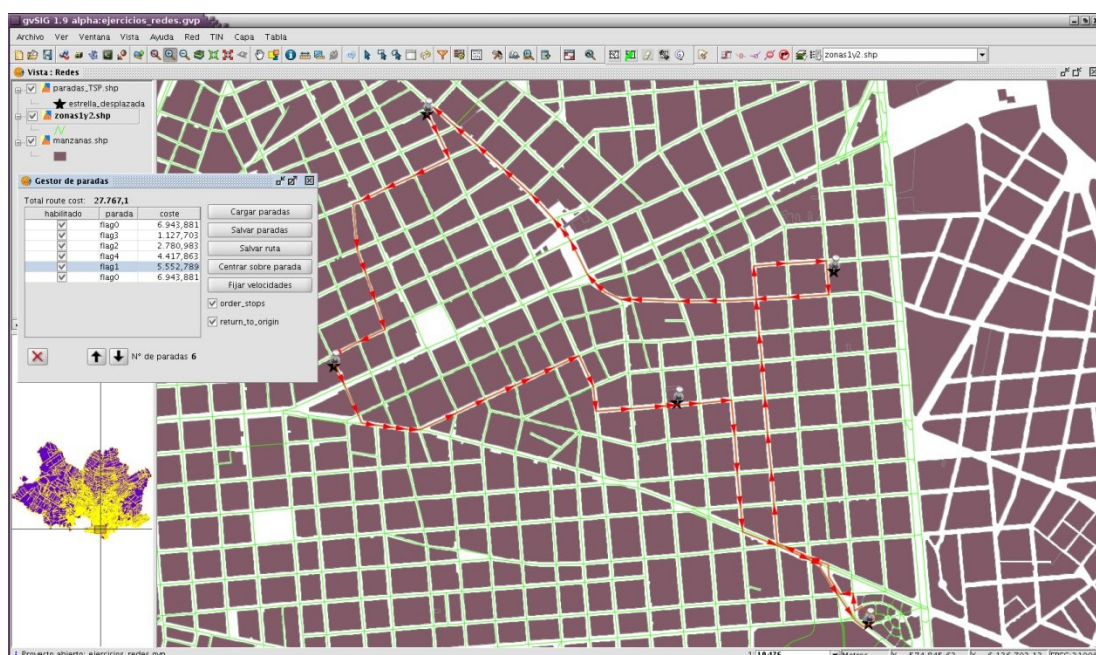 gvSIG 1.9 alpha:ejercicios_redes.gvp
Archivo Ver Ventana Vista Ayuda Red TIN Capa Tabla
zonas1y2.shp
Vista : Redes
paradas_TSP.shp
estrella_desplazada
zonas1y2.shp
manzanas.shp
Gestor de paradas
Total route cost: 27.767,1
habilitado parada coste
flag0 6.943,881
flag3 1.127,703
flag2 2.780,983
flag4 4.417,863
flag1 5.552,789
flag0 6.943,881
Cargar paradas
Salvar paradas
Salvar ruta
Centrar sobre parada
Fijar velocidades
order_stops
return_to_origin
N° de paradas 6
Proyecto abierto: ejercicios_redes.gvp
Metros